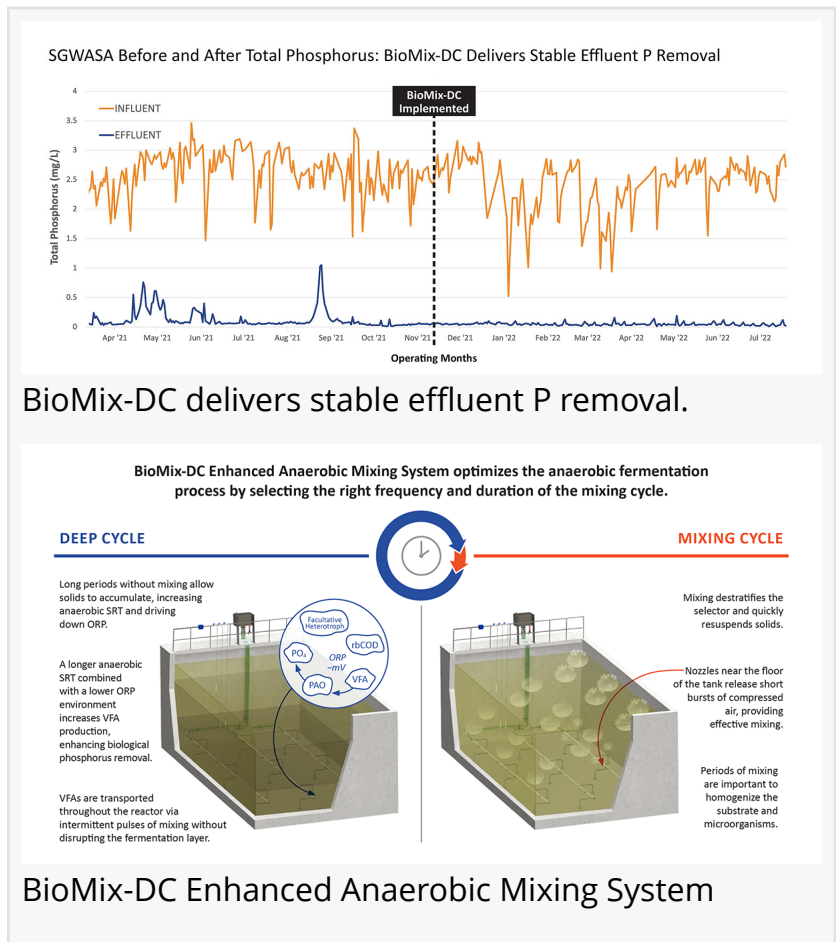 SGWASA Before and After Total Phosphorus: BioMix-DC Delivers Stable Effluent P Removal
BioMix-DC
Implemented
INFLUENT
EFFLUENT
Total Phosphorus (mg/L)
4
3.5
3
2.5
2
1.5
1
0.5
0
Apr '21
May '21
Jun '21
Jul '21
Aug '21
Sep '21
Oct '21
Nov '21
Dec '21
Jan '22
Feb '22
Mar '22
Apr '22
May '22
Jun '22
Jul '22
Operating Months
BioMix-DC delivers stable effluent P removal.
BioMix-DC Enhanced Anaerobic Mixing System optimizes the anaerobic fermentation
process by selecting the right frequency and duration of the mixing cycle.
DEEP CYCLE
Long periods without mixing allow
solids to accumulate, increasing
anaerobic SRT and driving
down ORP.
A longer anaerobic
SRT combined
with a lower ORP
environment
increases VFA
production,
enhancing biological
phosphorus removal.
VFAs are transported
throughout the reactor via
intermittent pulses of mixing without
disrupting the fermentation layer.
Facultative
Heterotroph
rbCOD
PO₄
ORP
–mV
PAO
VFA
MIXING CYCLE
Mixing destratifies the
selector and quickly
resuspends solids.
Nozzles near the floor
of the tank release short
bursts of compressed
air, providing
effective mixing.
Periods of mixing
are important to
homogenize the
substrate and
microorganisms.
BioMix-DC Enhanced Anaerobic Mixing System